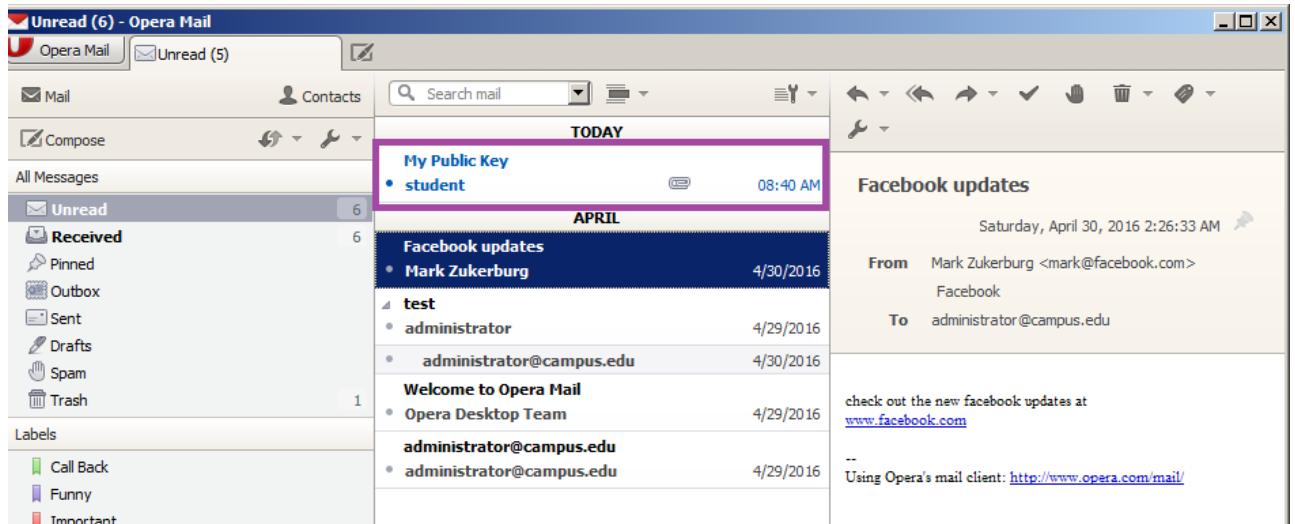 Unread (6) - Opera Mail
Opera Mail
Unread (5)
Mail
Contacts
Compose
All Messages
Unread 6
Received 6
Pinned
Outbox
Sent
Drafts
Spam
Trash 1
Labels
Call Back
Funny
Important
Search mail
TODAY
My Public Key
student 08:40 AM
APRIL
Facebook updates
Mark Zukerburg 4/30/2016
test
administrator 4/29/2016
administrator@campus.edu 4/30/2016
Welcome to Opera Mail
Opera Desktop Team 4/29/2016
administrator@campus.edu
administrator@campus.edu 4/29/2016
Facebook updates
Saturday, April 30, 2016 2:26:33 AM
From Mark Zukerburg <mark@facebook.com>
Facebook
To administrator@campus.edu
check out the new facebook updates at
www.facebook.com
--
Using Opera's mail client: http://www.opera.com/mail/